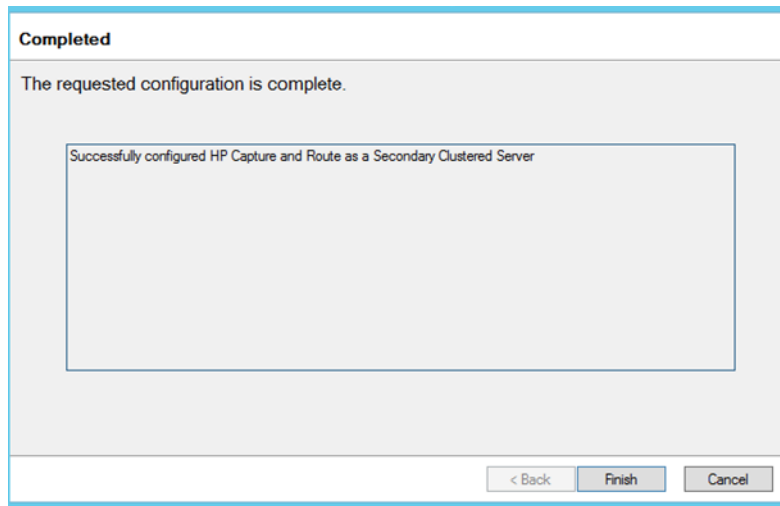 Completed
The requested configuration is complete.
Successfully configured HP Capture and Route as a Secondary Clustered Server
< Back
Finish
Cancel